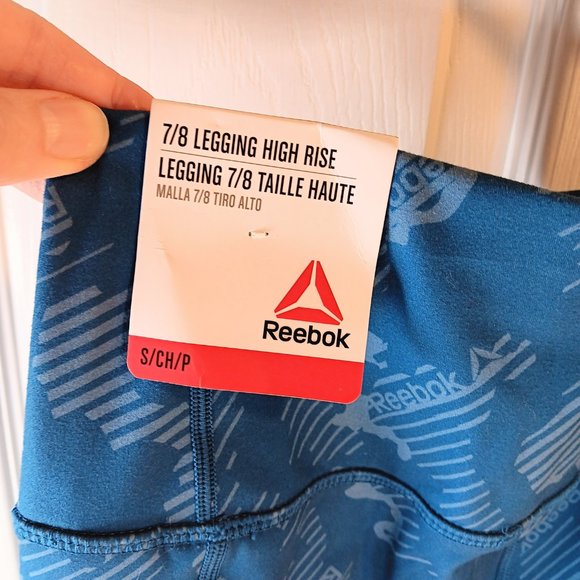 7/8 LEGGING HIGH RISE
LEGGING 7/8 TAILLE HAUTE
MALLA 7/8 TIRO ALTO
Reebok
S/CH/P
Reebok